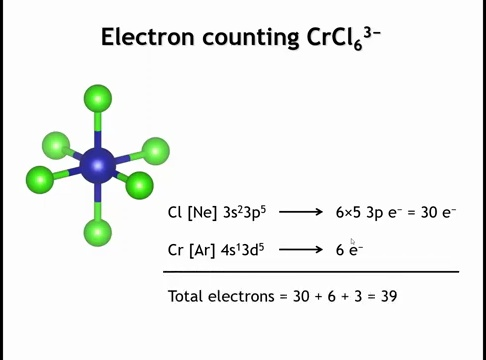 Electron counting CrCl₆³⁻
Cl [Ne] 3s²3p⁵ ⟶ 6×5 3p e⁻ = 30 e⁻
Cr [Ar] 4s¹3d⁵ ⟶ 6 e⁻
Total electrons = 30 + 6 + 3 = 39